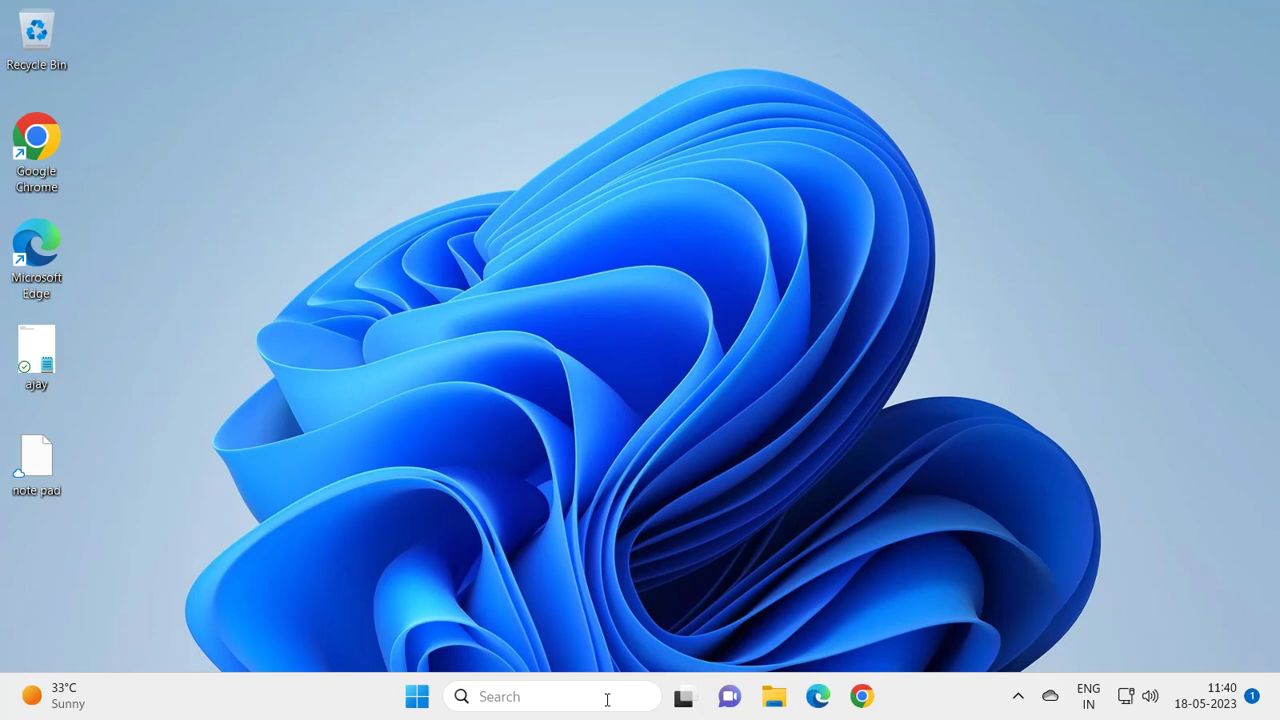 Recycle Bin
Google
Chrome
Microsoft
Edge
ajay
note pad
33°C
Sunny
Search
ENG
IN
11:40
18-05-2023
1